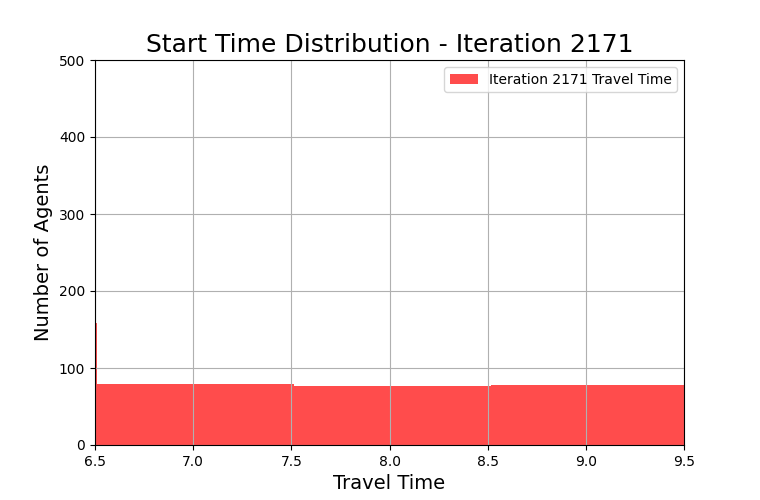 Start Time Distribution - Iteration 2171
Iteration 2171 Travel Time
Number of Agents
500
400
300
200
100
0
6.5 7.0 7.5 8.0 8.5 9.0 9.5
Travel Time